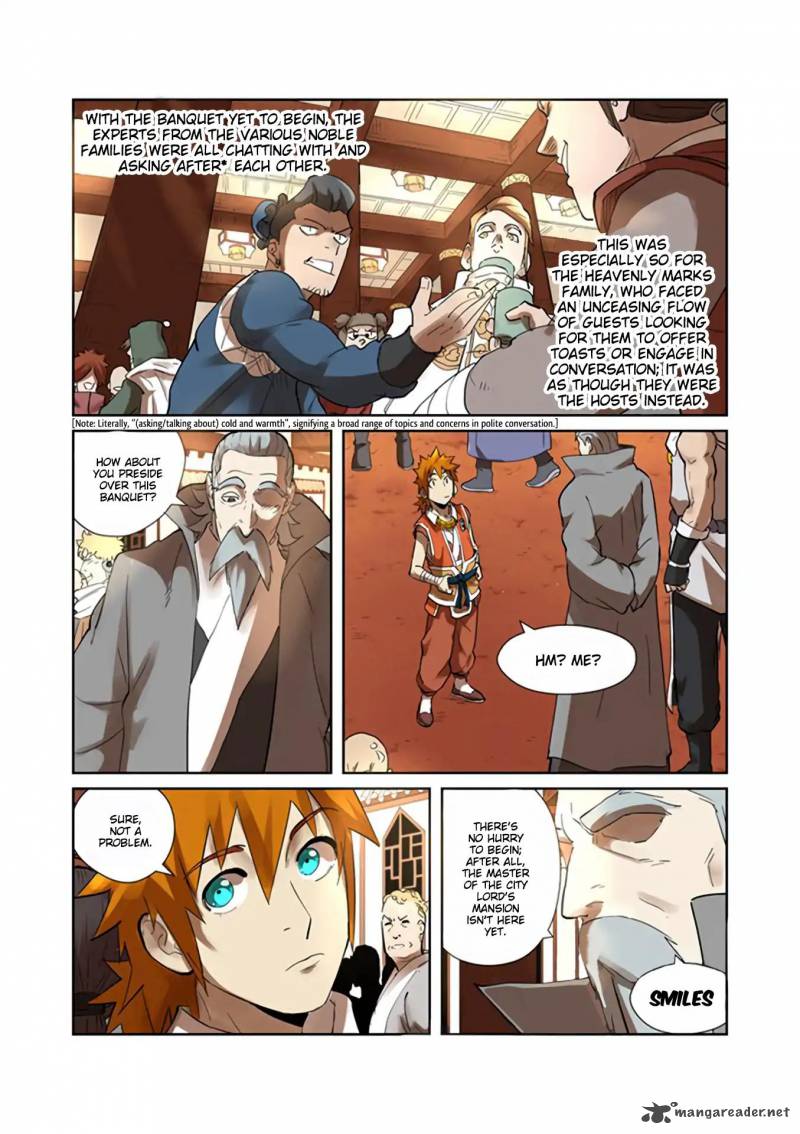 WITH THE BANQUET YET TO BEGIN, THE
EXPERTS FROM THE VARIOUS NOBLE
FAMILIES WERE ALL CHATTING WITH AND
ASKING AFTER* EACH OTHER.
THIS WAS
ESPECIALLY SO FOR
THE HEAVENLY MARKS
FAMILY, WHO FACED
AN UNCEASING FLOW
OF GUESTS LOOKING
FOR THEM TO OFFER
TOASTS OR ENGAGE IN
CONVERSATION; IT WAS
AS THOUGH THEY WERE
THE HOSTS INSTEAD.
[Note: Literally, "(asking/talking about) cold and warmth", signifying a broad range of topics and concerns in polite conversation.]
HOW ABOUT
YOU PRESIDE
OVER THIS
BANQUET?
HM? ME?
SURE,
NOT A
PROBLEM.
THERE'S
NO HURRY
TO BEGIN;
AFTER ALL,
THE MASTER
OF THE CITY
LORD'S
MANSION
ISN'T HERE
YET.
SMILES
mangareader.net